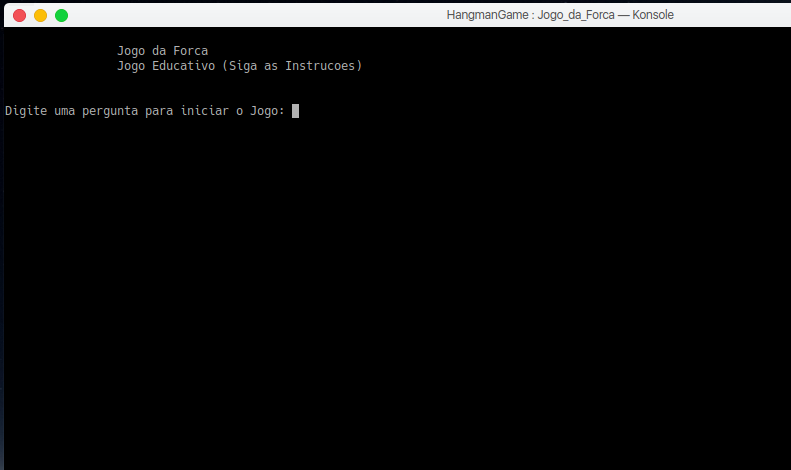 HangmanGame : Jogo_da_Forca — Konsole
Jogo da Forca
Jogo Educativo (Siga as Instrucoes)
Digite uma pergunta para iniciar o Jogo: